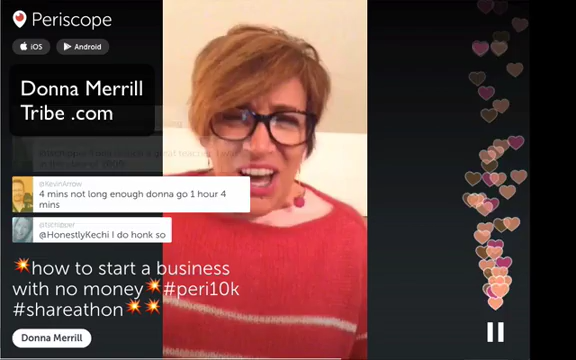 Periscope
iOS
Android
Donna Merrill
Tribe .com
@KevinArrow
4 mins not long enough donna go 1 hour 4
mins
@HonestlyKechi I do honk so
💥how to start a business
with no money💥#peri10k
#shareathon💥💥
Donna Merrill